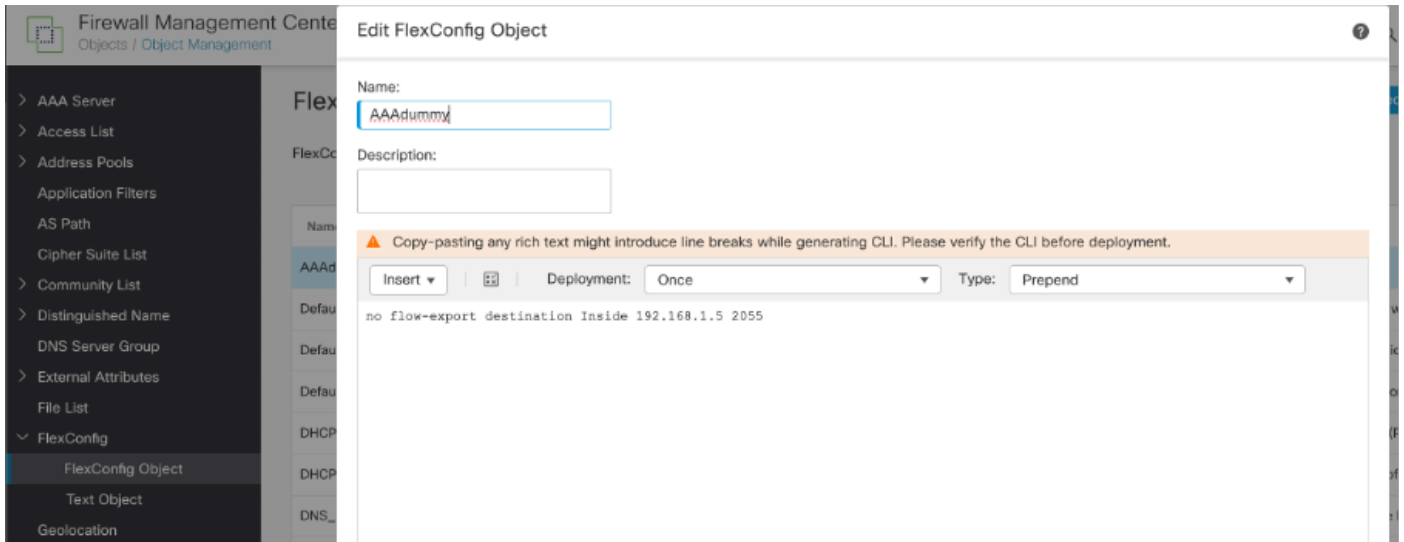 Firewall Management Cente
Objects / Object Management
AAA Server
Access List
Address Pools
Application Filters
AS Path
Cipher Suite List
Community List
Distinguished Name
DNS Server Group
External Attributes
File List
FlexConfig
FlexConfig Object
Text Object
Geolocation
Flex
FlexCo
Name
AAAd
Defau
Defau
Defau
DHCP
DHCP
DNS_
Edit FlexConfig Object
Name:
AAAdummy
Description:
Copy-pasting any rich text might introduce line breaks while generating CLI. Please verify the CLI before deployment.
Insert Deployment: Once Type: Prepend
no flow-export destination Inside 192.168.1.5 2055